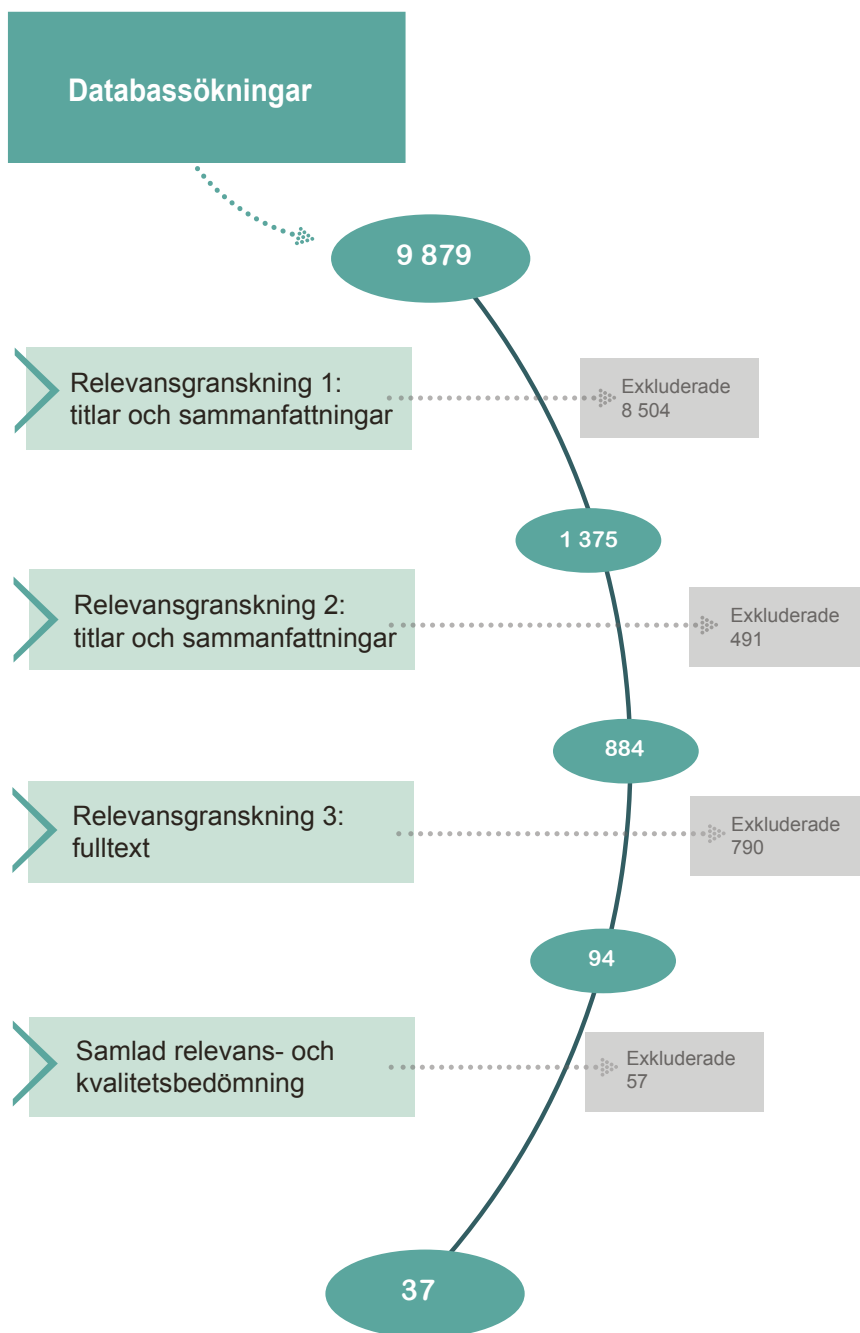 Databassökningar
9 879
Relevansgranskning 1:
titlar och sammanfattningar
Exkluderade
8 504
1 375
Relevansgranskning 2:
titlar och sammanfattningar
Exkluderade
491
884
Relevansgranskning 3:
fulltext
Exkluderade
790
94
Samlad relevans- och
kvalitetsbedömning
Exkluderade
57
37